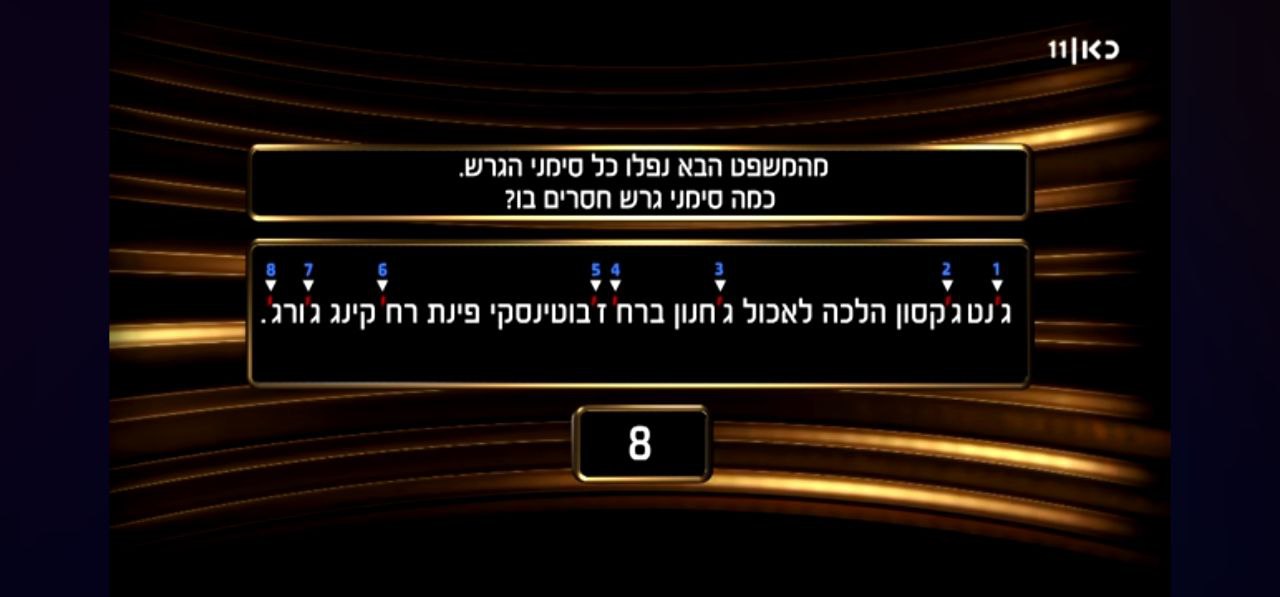 כאן|11
מהמשפט הבא נפלו כל סימני הגרש.
כמה סימני גרש חסרים בו?
1 2 3 4 5 6 7 8
ג'נט ג'קסון הלכה לאכול ג'חנון ברח' ז'בוטינסקי פינת רח' קינג ג'ורג'.
8